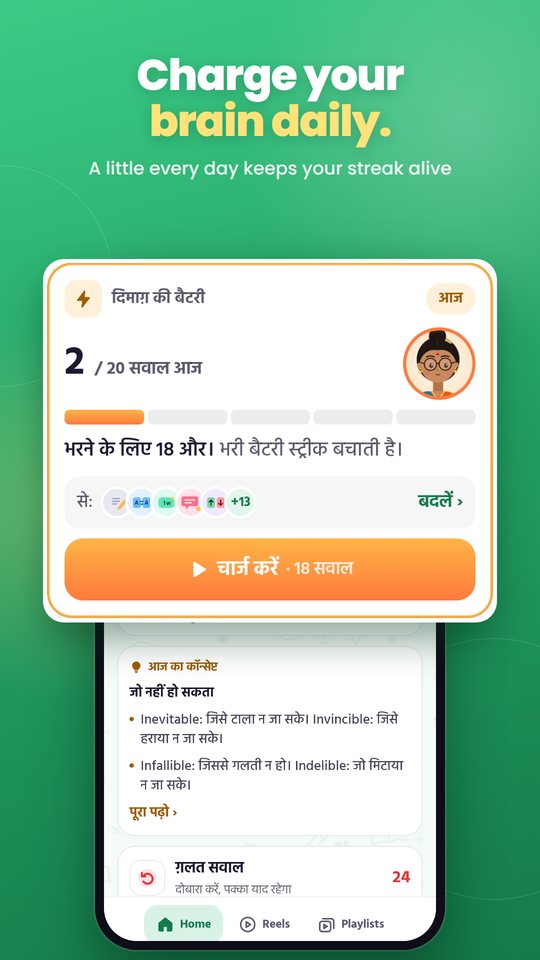 Charge your
brain daily.
A little every day keeps your streak alive
दिमाग़ की बैटरी
आज
2 / 20 सवाल आज
भरने के लिए 18 और। भरी बैटरी स्ट्रीक बचाती है।
से: A=A 1w +13 बदलें ›
चार्ज करें · 18 सवाल
आज का कॉन्सेप्ट
जो नहीं हो सकता
• Inevitable: जिसे टाला न जा सके। Invincible: जिसे
हराया न जा सके।
• Infallible: जिससे गलती न हो। Indelible: जो मिटाया
न जा सके।
पूरा पढ़ो ›
ग़लत सवाल
24
दोबारा करें, पक्का याद रहेगा
Home Reels Playlists